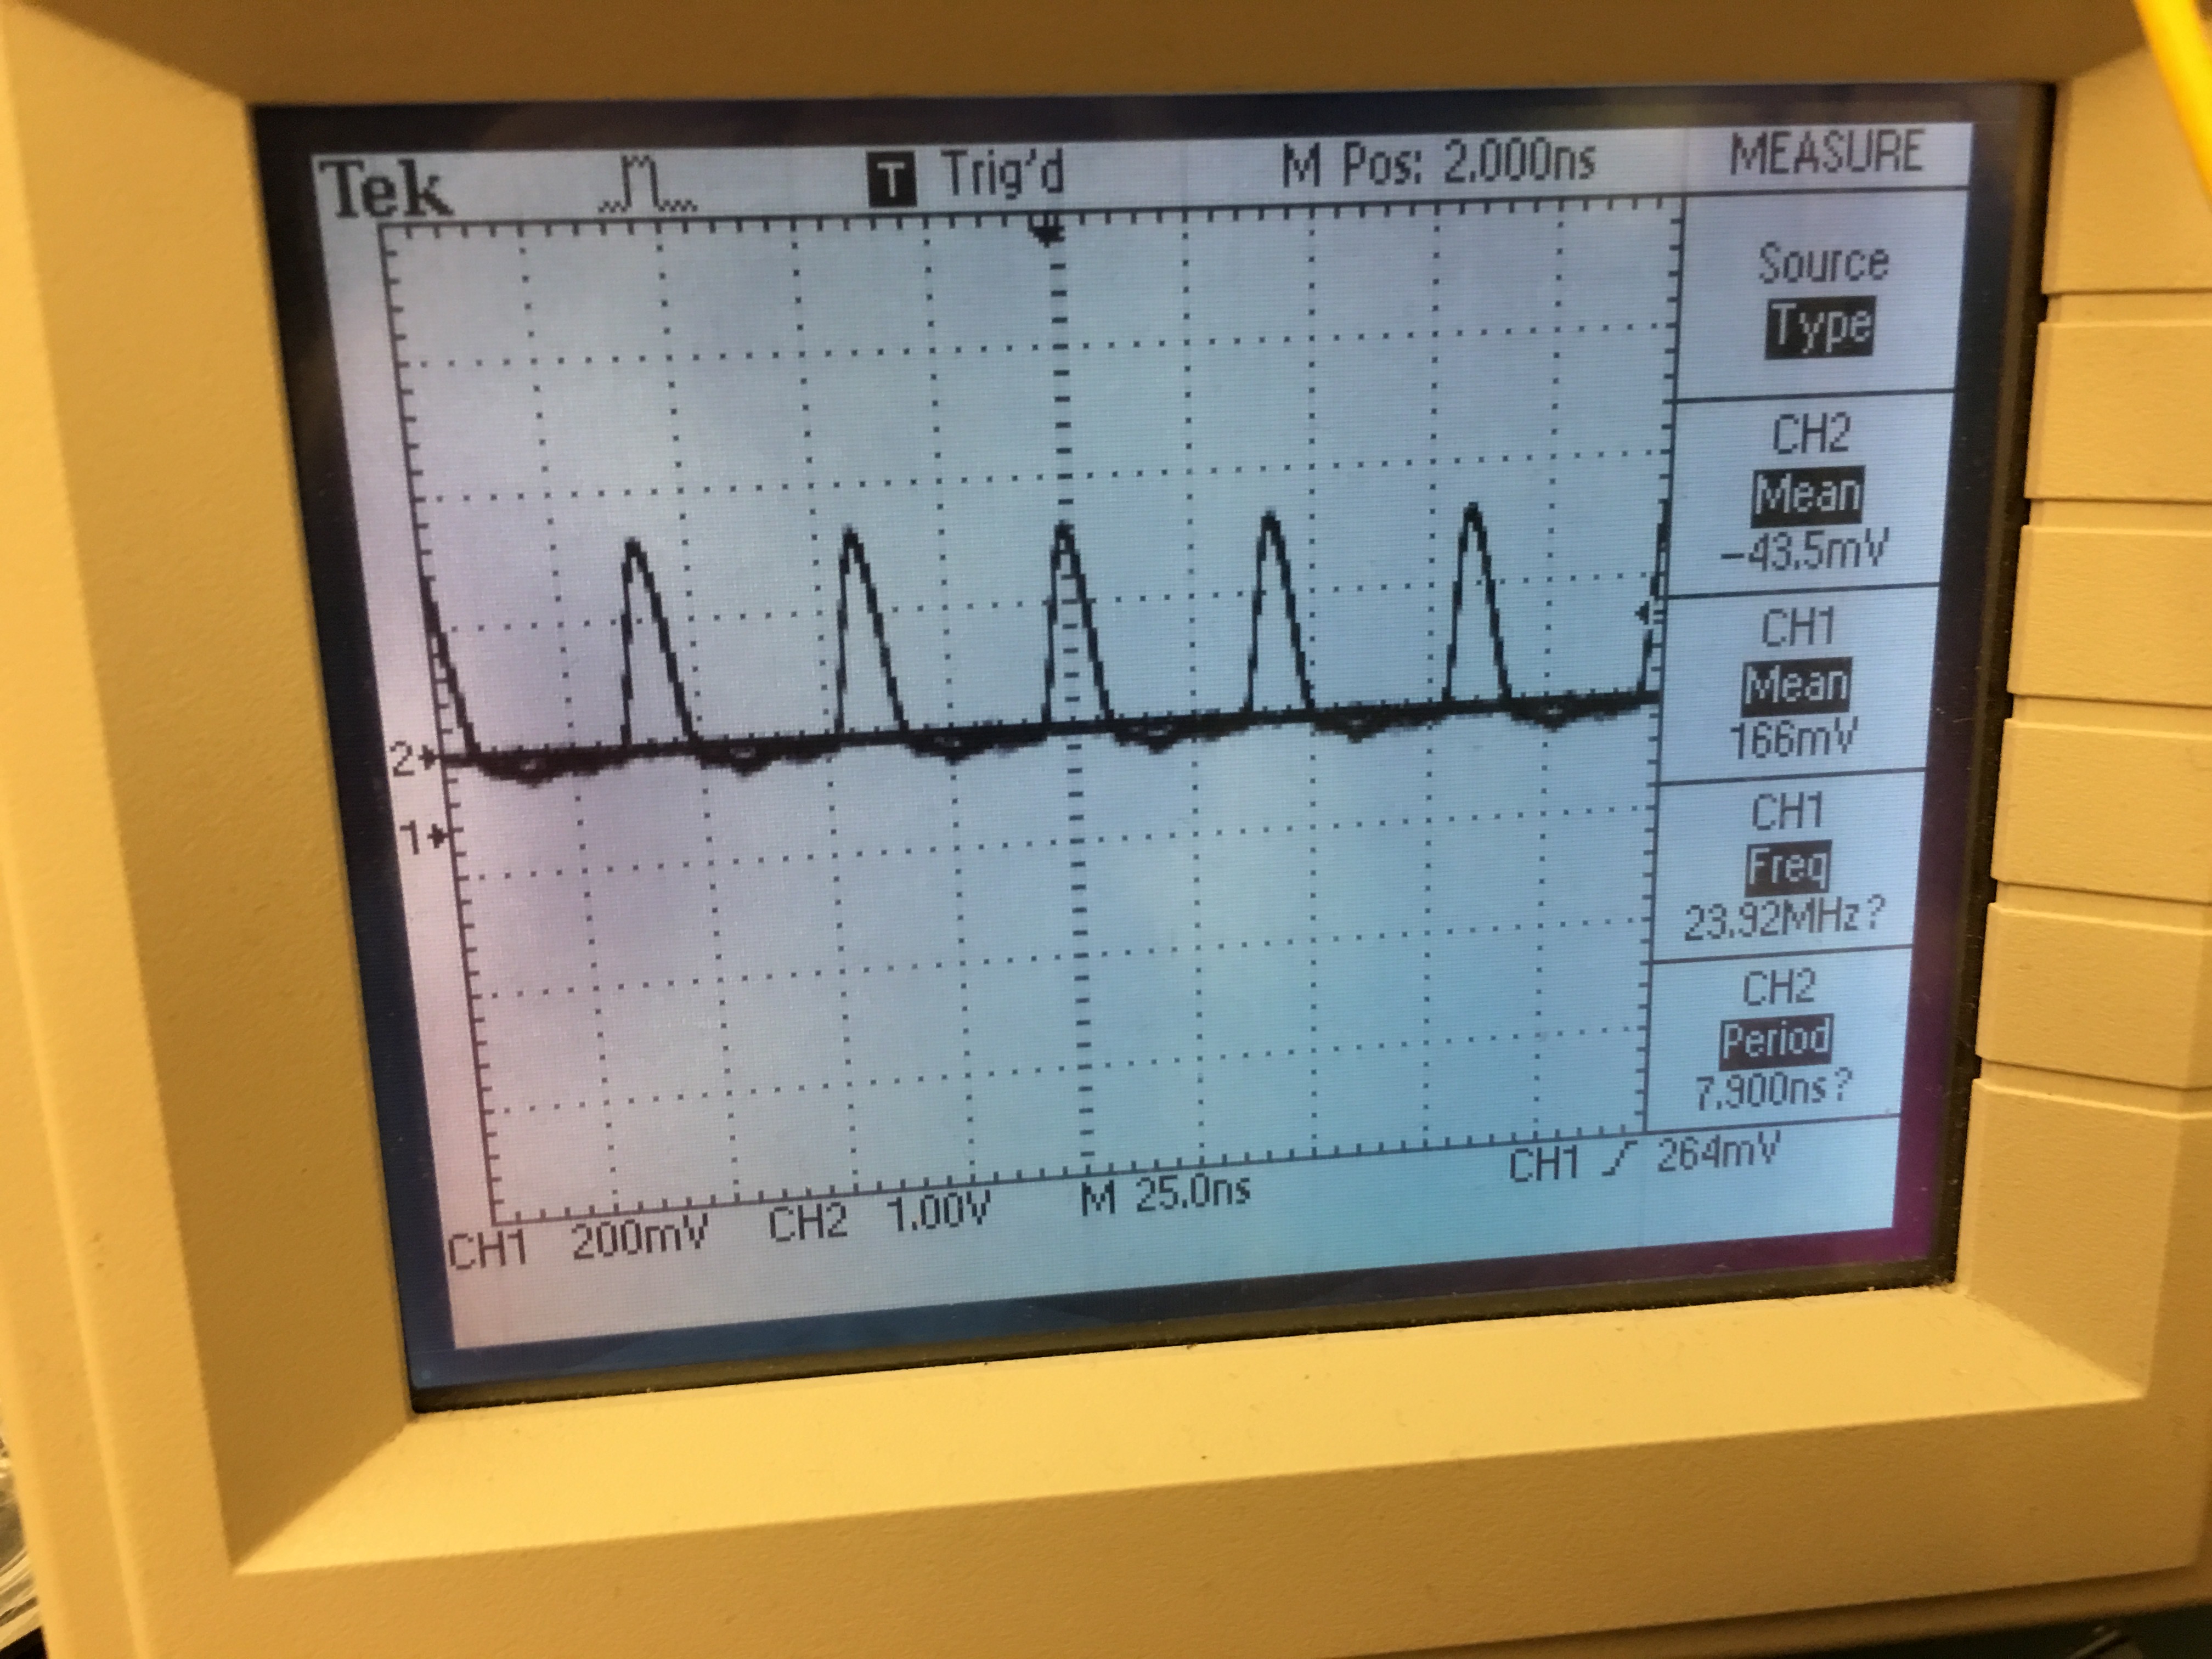 Tek T Trig'd M Pos: 2.000ns MEASURE
Source
Type
CH2
Mean
-43.5mV
CH1
Mean
166mV
CH1
Freq
23.92MHz?
CH2
Period
7.900ns?
2
1
CH1 200mV CH2 1.00V M 25.0ns CH1 264mV